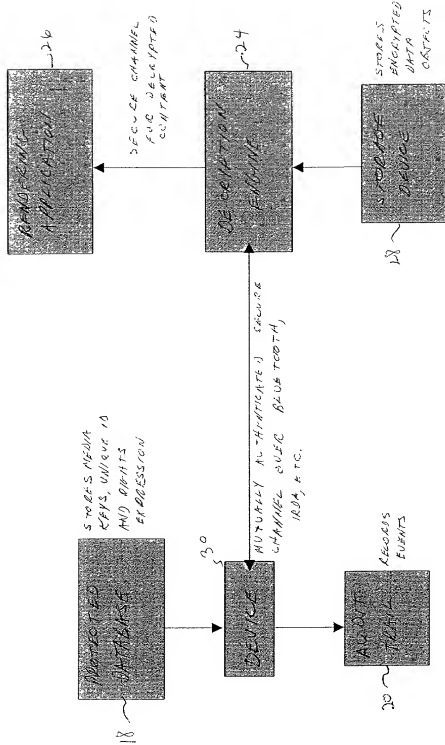 PROTECTED
DATABASE
18
STORES MEDIA
KEYS, UNIQUE ID
AND RIGHTS
EXPRESSION
DEVICE
30
AUDIT
TRAIL
20
RECORDS
EVENTS
MUTUALLY AUTHENTICATED SECURE
CHANNEL OVER BLUETOOTH,
IRDA, ETC.
RENDERING
APPLICATION
26
SECURE CHANNEL
FOR DECRYPTED
CONTENT
DECRYPTION
ENGINE
24
STORAGE
DEVICE
28
STORES
ENCRYPTED
DATA
OBJECTS